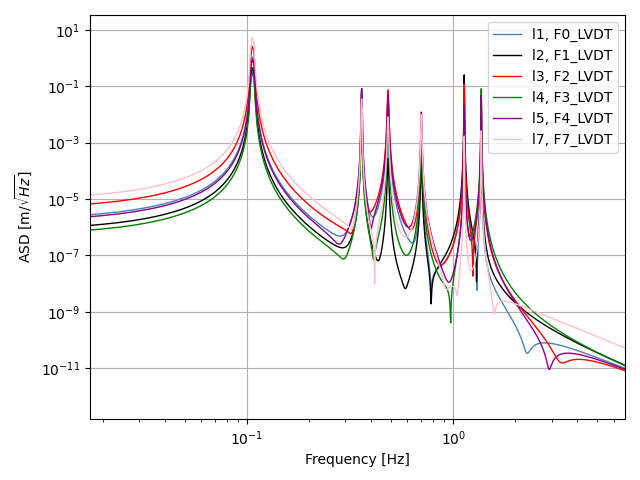 10¹
10⁻¹
10⁻³
10⁻⁵
10⁻⁷
10⁻⁹
10⁻¹¹
ASD [m/√Hz]
l1, F0_LVDT
l2, F1_LVDT
l3, F2_LVDT
l4, F3_LVDT
l5, F4_LVDT
l7, F7_LVDT
10⁻¹
10⁰
Frequency [Hz]